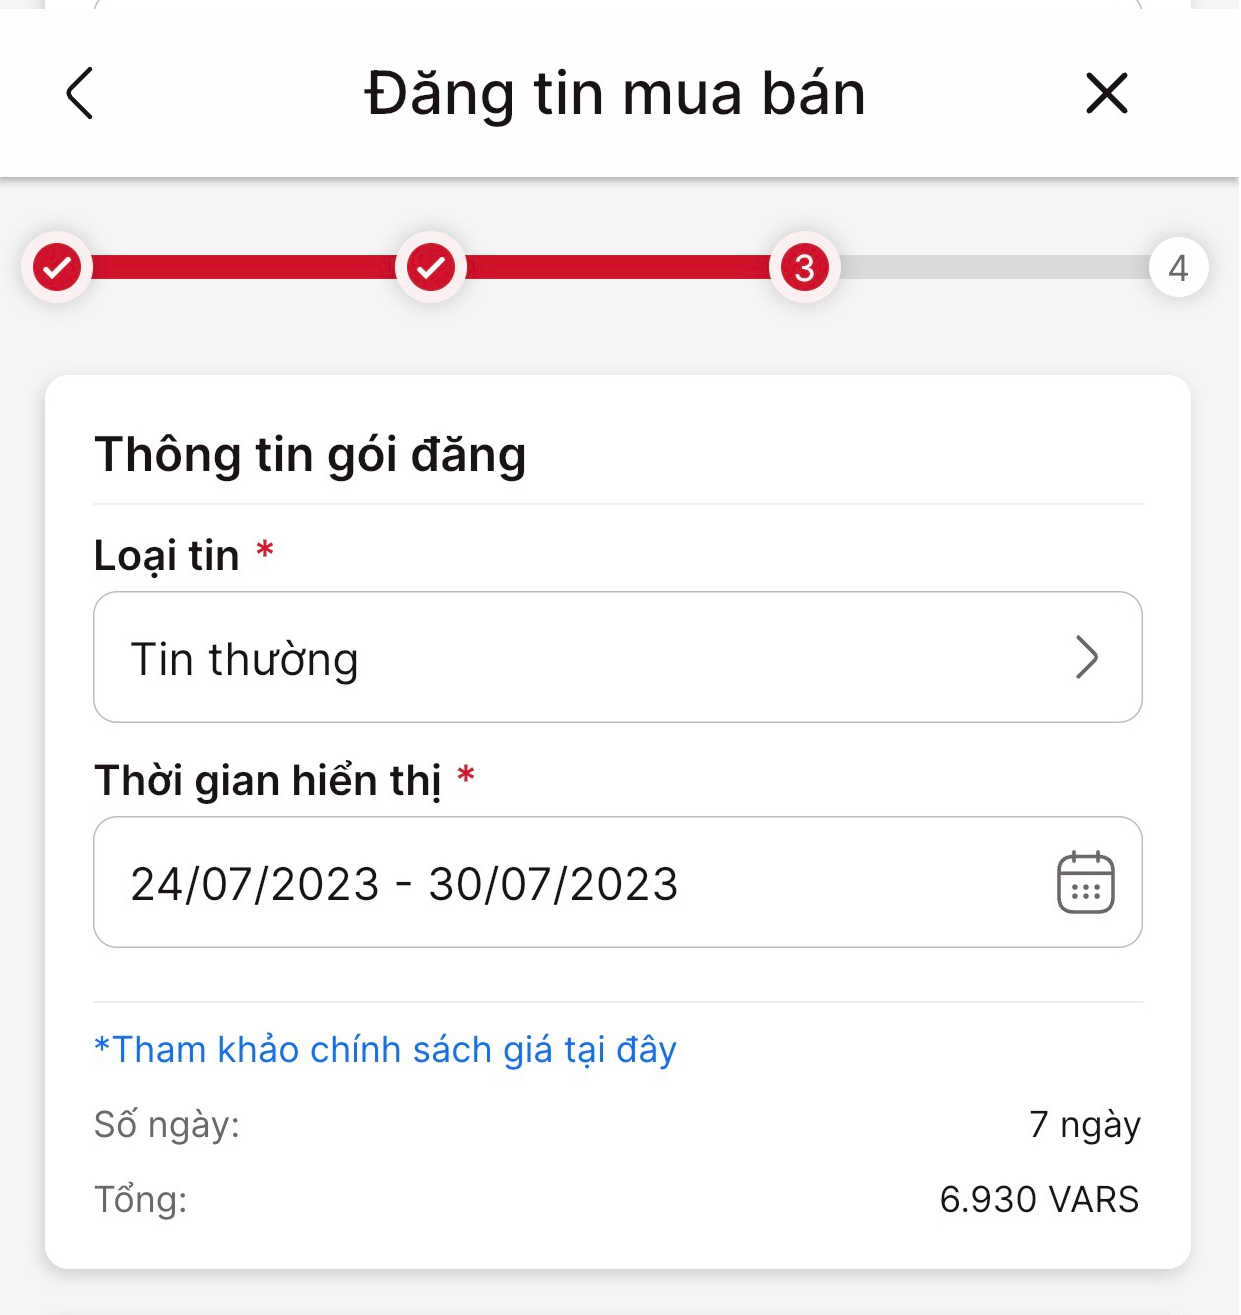 Đăng tin mua bán
3
4
Thông tin gói đăng
Loại tin *
Tin thường
Thời gian hiển thị *
24/07/2023 - 30/07/2023
*Tham khảo chính sách giá tại đây
Số ngày: 7 ngày
Tổng: 6.930 VARS